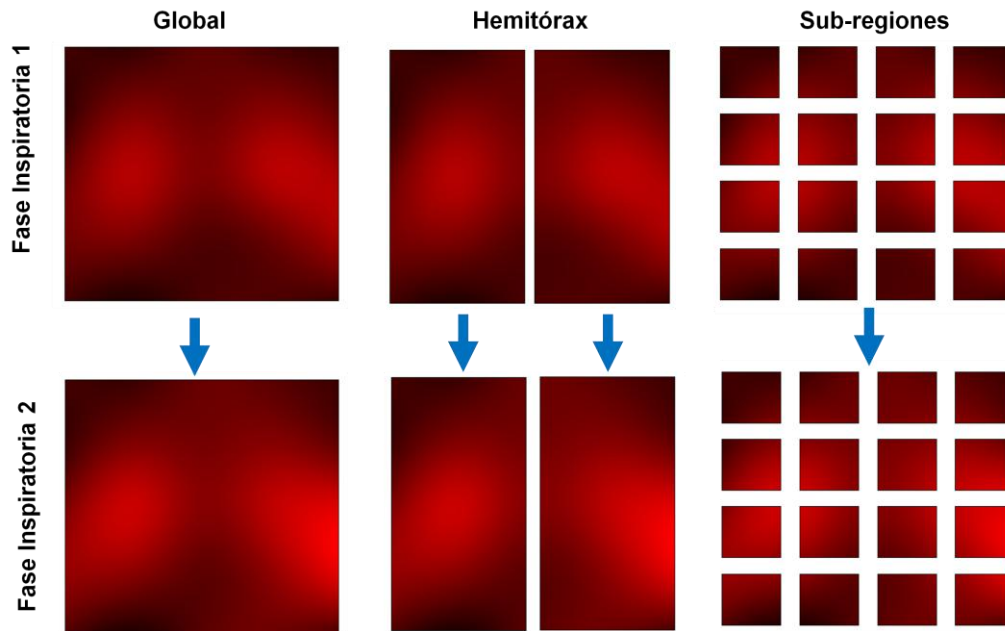 Global
Hemitórax
Sub-regiones
Fase Inspiratoria 1
Fase Inspiratoria 2